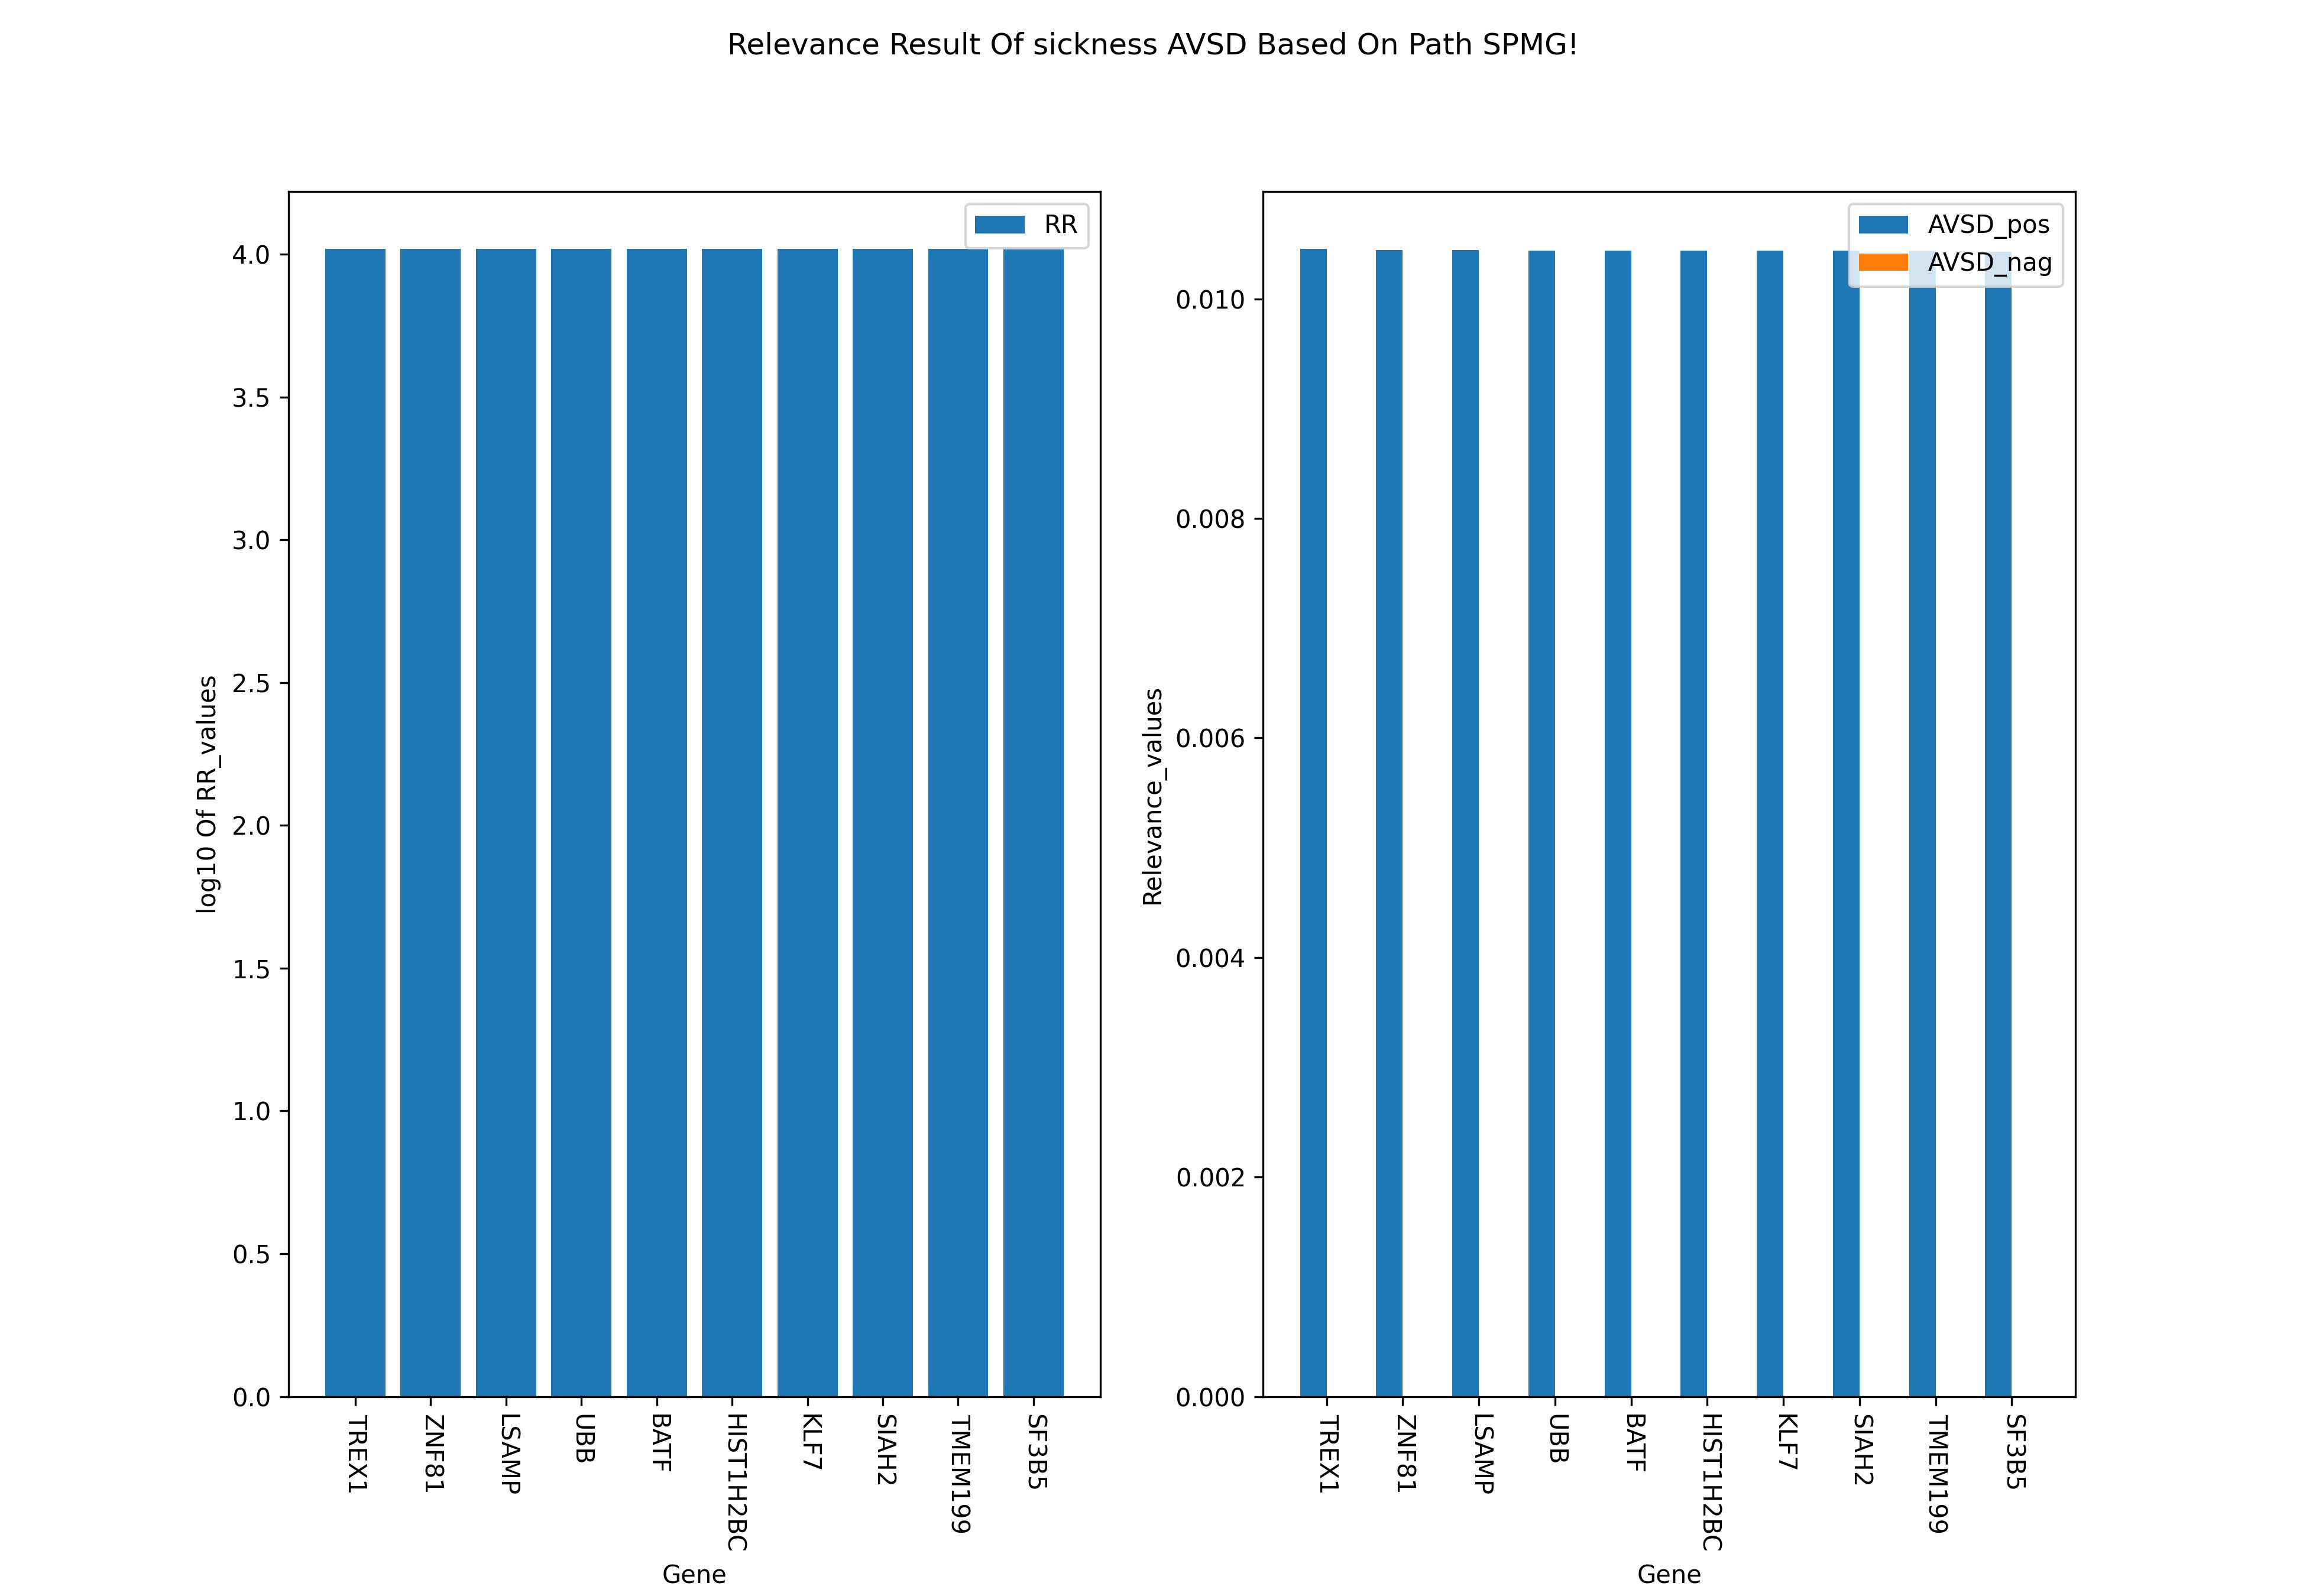 Relevance Result Of sickness AVSD Based On Path SPMG!
RR
4.0
3.5
3.0
2.5
2.0
1.5
1.0
0.5
0.0
log10 Of RR_values
TREX1
ZNF81
LSAMP
UBB
BATF
HIST1H2BC
KLF7
SIAH2
TMEM199
SF3B5
Gene
AVSD_pos
AVSD_nag
0.010
0.008
0.006
0.004
0.002
0.000
Relevance_values
TREX1
ZNF81
LSAMP
UBB
BATF
HIST1H2BC
KLF7
SIAH2
TMEM199
SF3B5
Gene